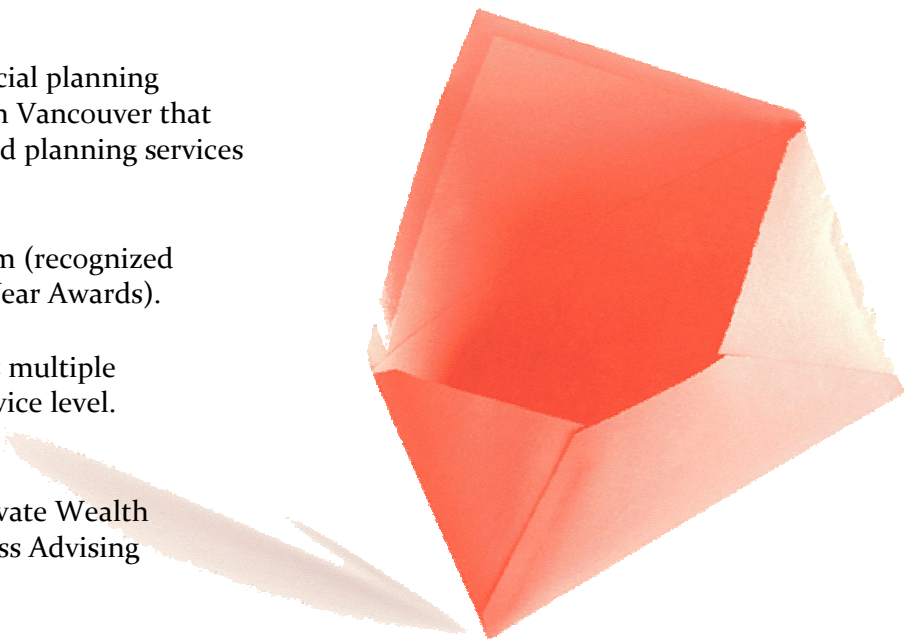 cial planning
n Vancouver that
d planning services
m (recognized
Year Awards).
multiple
vice level.
vate Wealth
ss Advising